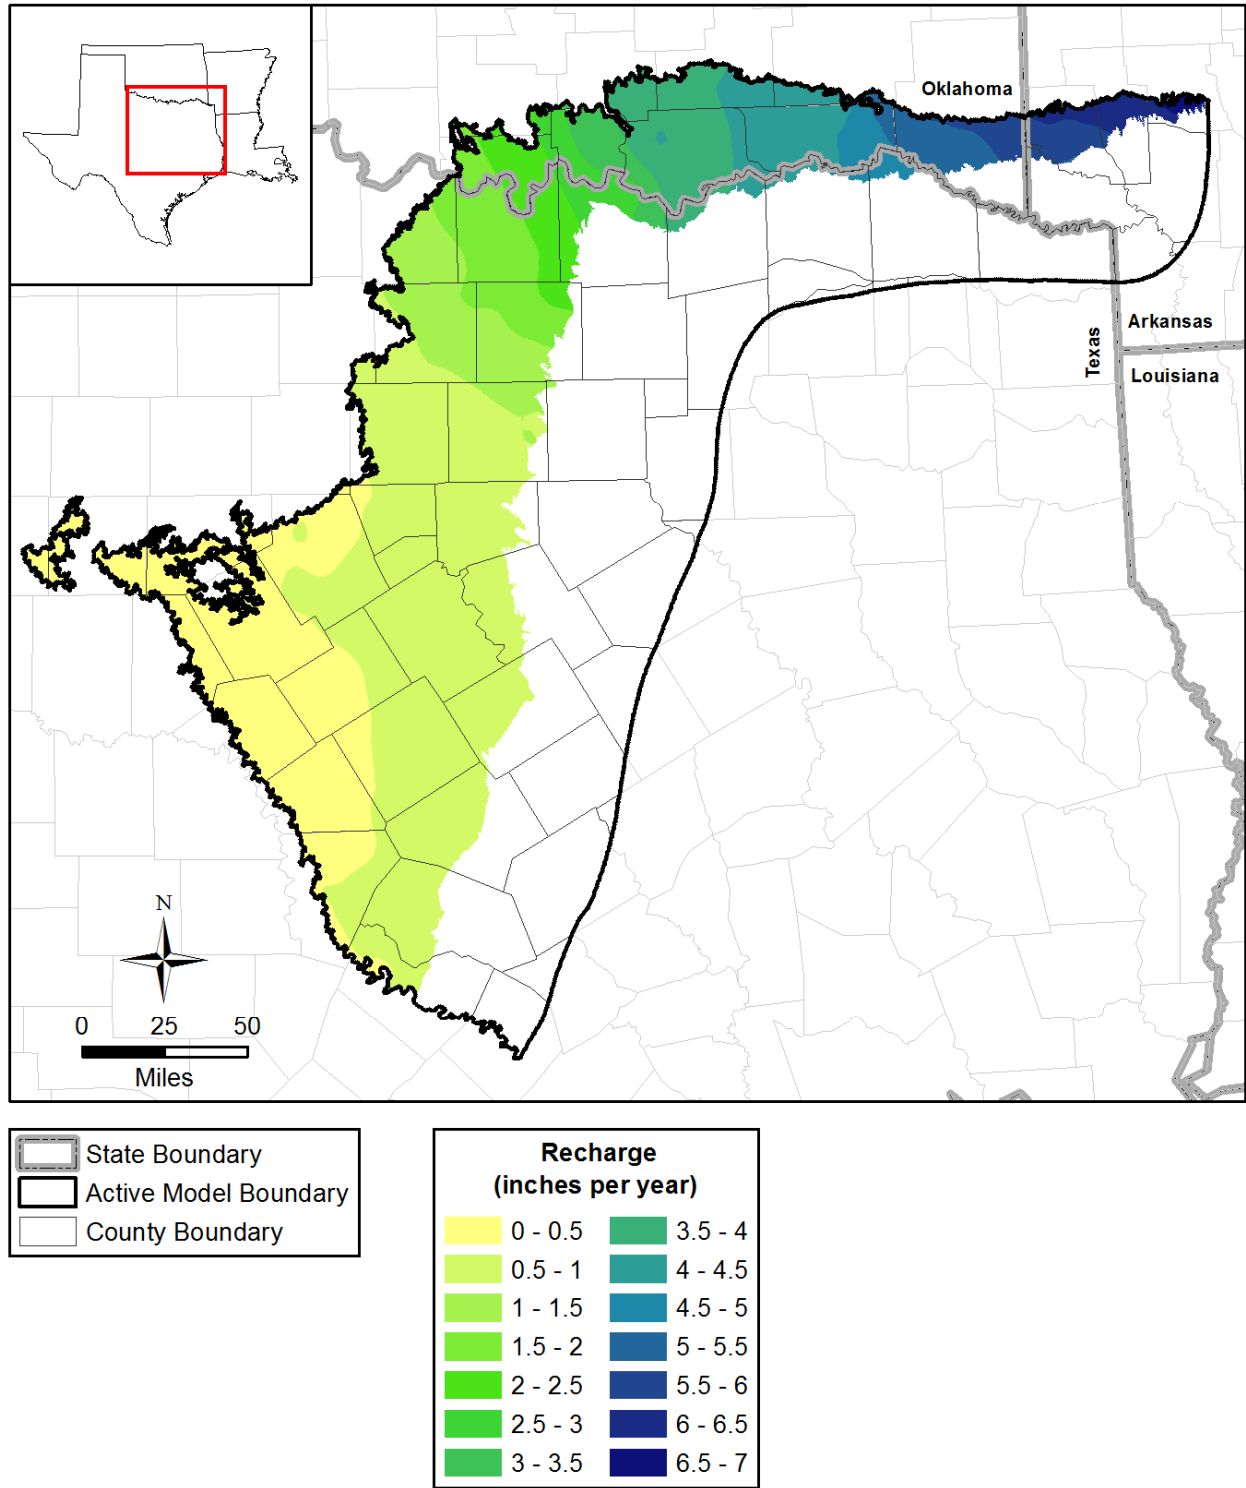 Oklahoma
Texas
Arkansas
Louisiana
N
0 25 50
Miles
State Boundary
Active Model Boundary
County Boundary
Recharge
(inches per year)
0 - 0.5
0.5 - 1
1 - 1.5
1.5 - 2
2 - 2.5
2.5 - 3
3 - 3.5
3.5 - 4
4 - 4.5
4.5 - 5
5 - 5.5
5.5 - 6
6 - 6.5
6.5 - 7